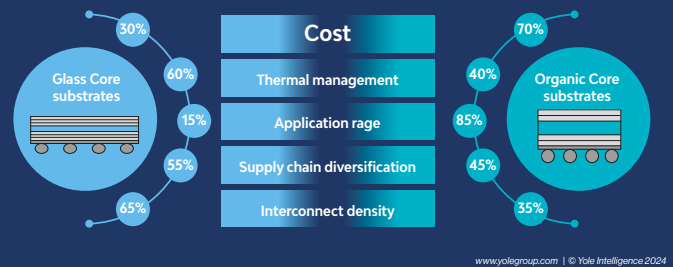 30%
Cost
70%
Glass Core
substrates
60%
Thermal management
40%
Organic Core
substrates
15%
Application rage
85%
55%
Supply chain diversification
45%
65%
Interconnect density
35%
www.yolegroup.com | © Yole Intelligence 2024